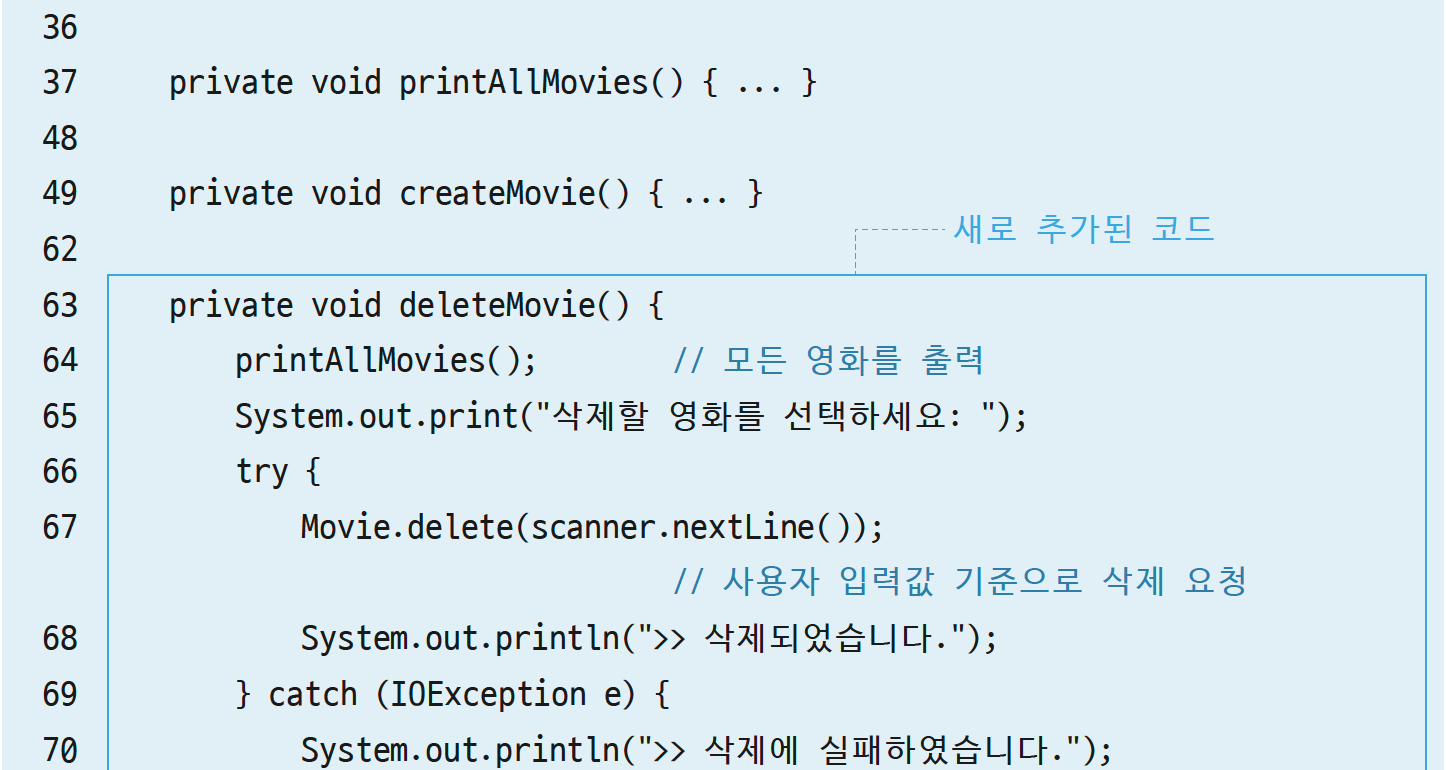 36
37 private void printAllMovies() { ... }
48
49 private void createMovie() { ... }
새로 추가된 코드
62
63 private void deleteMovie() {
64 printAllMovies(); // 모든 영화를 출력
65 System.out.print("삭제할 영화를 선택하세요: ");
66 try {
67 Movie.delete(scanner.nextLine());
// 사용자 입력값 기준으로 삭제 요청
68 System.out.println(">> 삭제되었습니다.");
69 } catch (IOException e) {
70 System.out.println(">> 삭제에 실패하였습니다.");